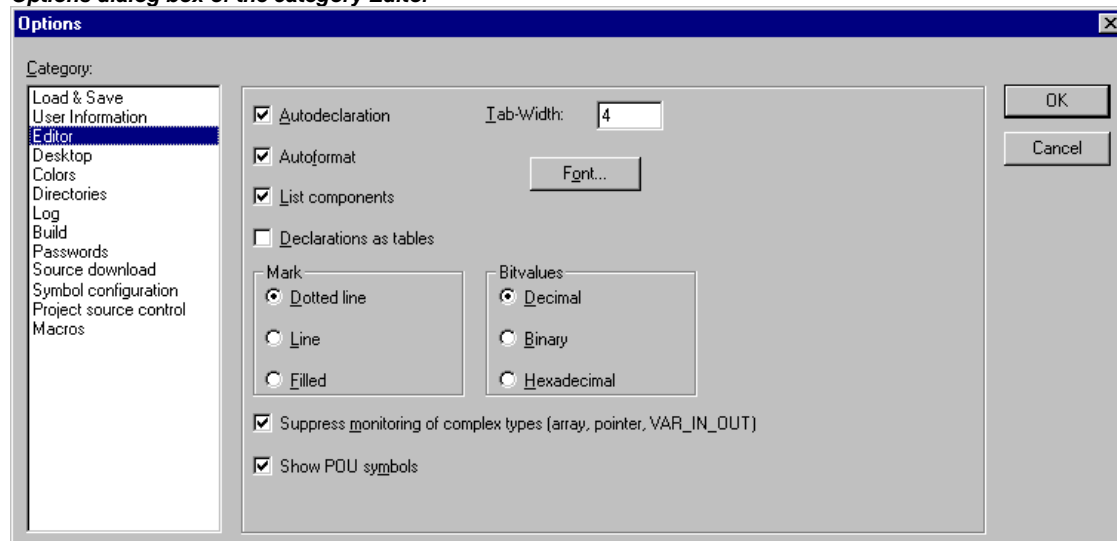 Options dialog box of the category Editor
Options
Category:
Load & Save
User Information
Editor
Desktop
Colors
Directories
Log
Build
Passwords
Source download
Symbol configuration
Project source control
Macros
Autodeclaration
Tab-Width: 4
Autoformat
Font...
List components
Declarations as tables
Mark
Dotted line
Line
Filled
Bitvalues
Decimal
Binary
Hexadecimal
Suppress monitoring of complex types (array, pointer, VAR_IN_OUT)
Show POU symbols
OK
Cancel